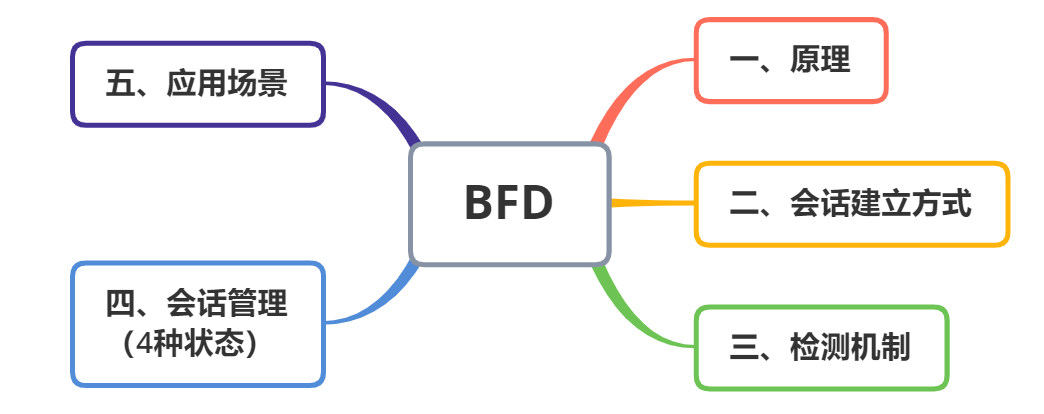 BFD
一、原理
二、会话建立方式
三、检测机制
四、会话管理
（4种状态）
五、应用场景